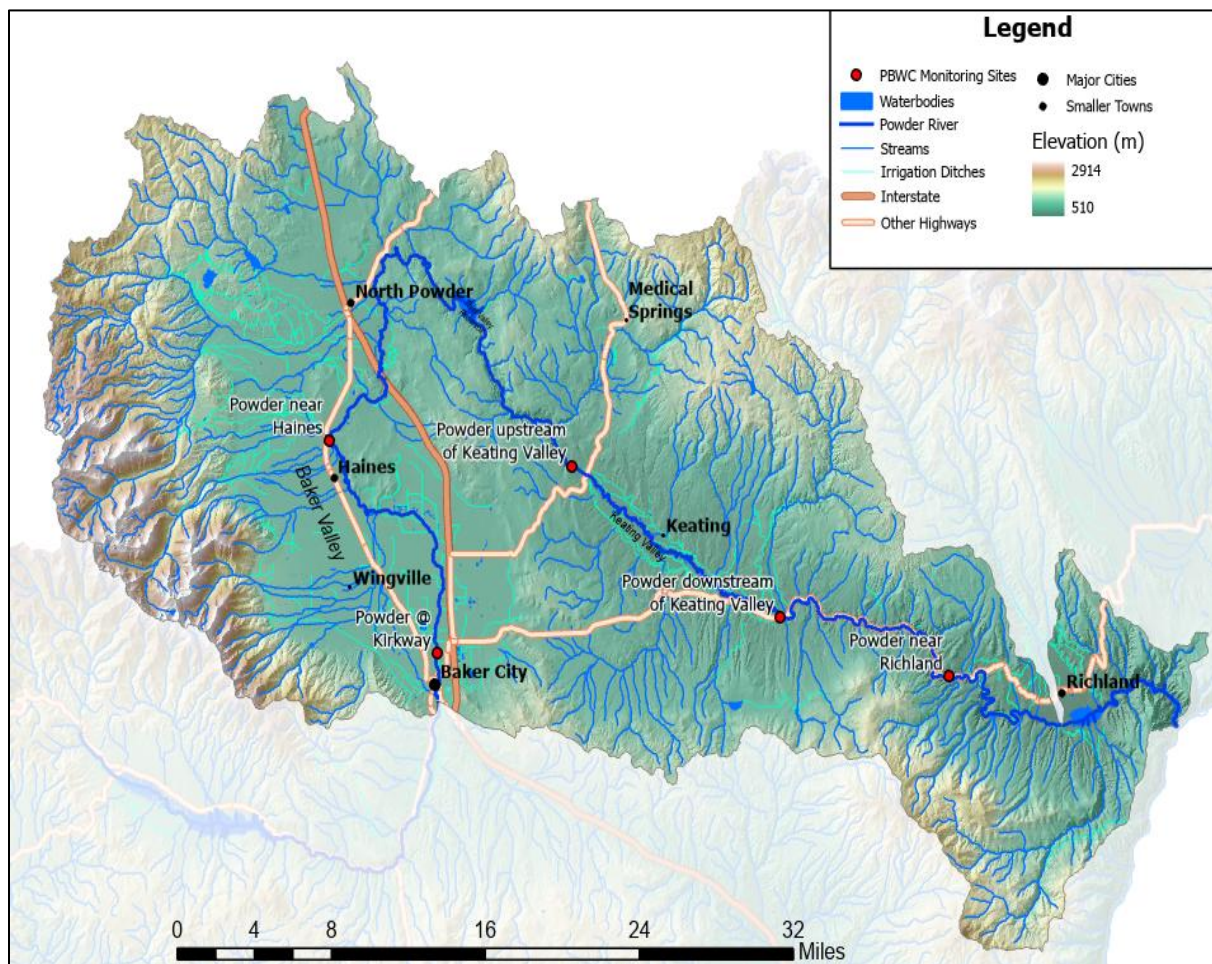 Legend
PBWC Monitoring Sites
Waterbodies
Powder River
Streams
Irrigation Ditches
Interstate
Other Highways
Major Cities
Smaller Towns
Elevation (m)
2914
510
North Powder
Medical
Springs
Powder near
Haines
Powder upstream
of Keating Valley
Haines
Baker Valley
Keating
Keating Valley
Wingville
Powder downstream
of Keating Valley
Powder @
Kirkway
Baker City
Powder near
Richland
Richland
0 4 8 16 24 32
Miles